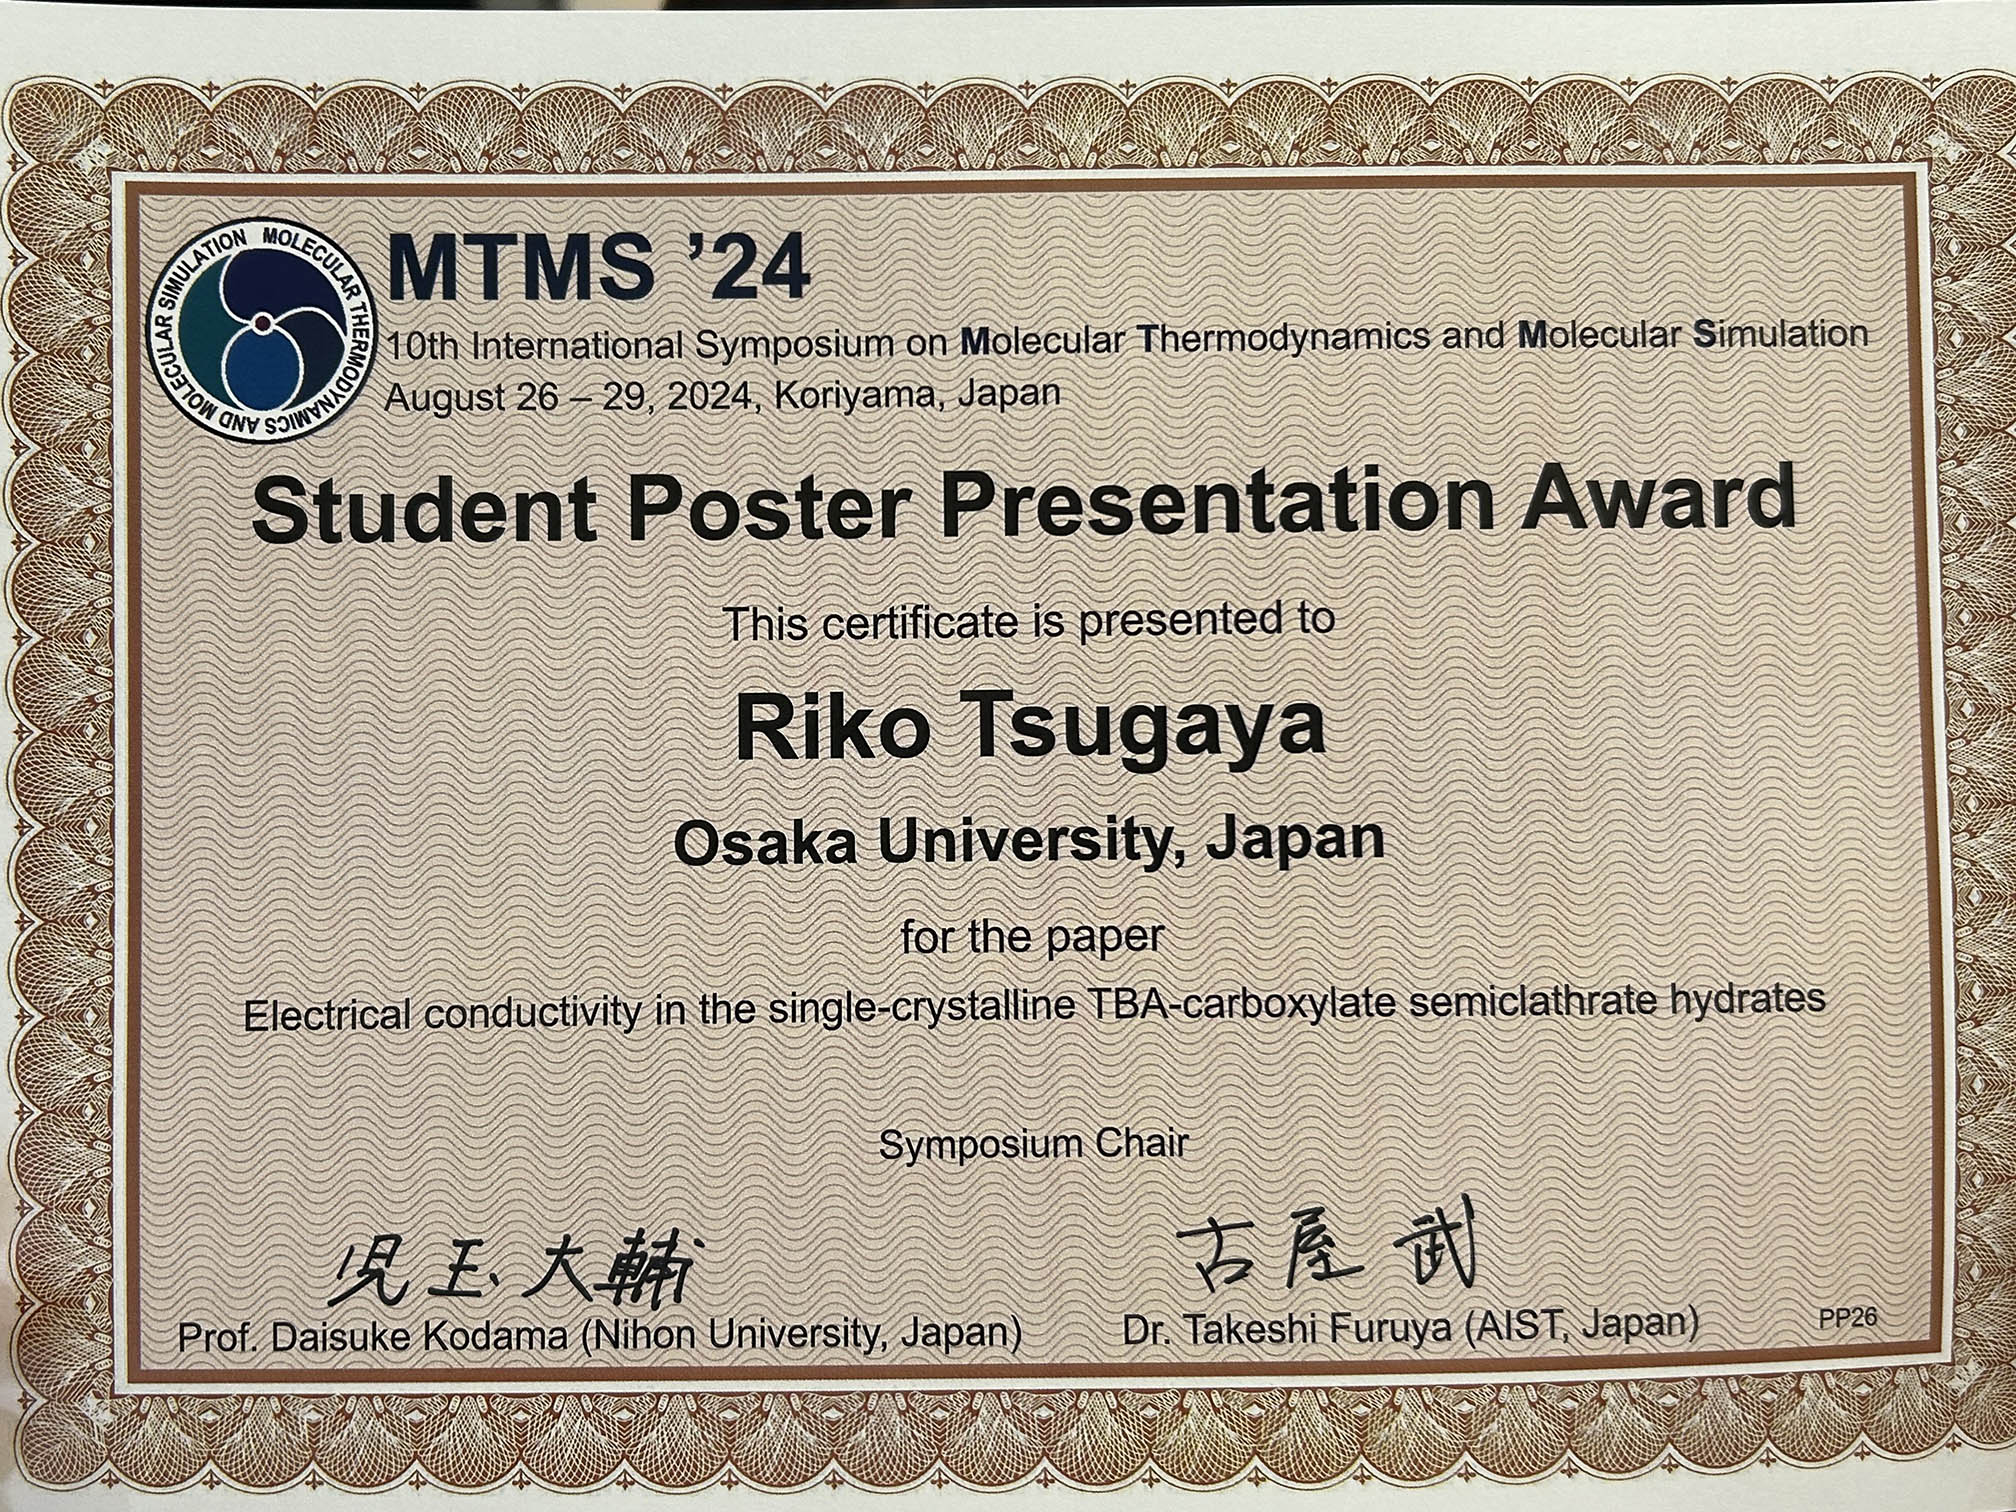 MOLECULAR THERMODYNAMICS AND MOLECULAR SIMULATION
MTMS ’24
10th International Symposium on Molecular Thermodynamics and Molecular Simulation
August 26 – 29, 2024, Koriyama, Japan
Student Poster Presentation Award
This certificate is presented to
Riko Tsugaya
Osaka University, Japan
for the paper
Electrical conductivity in the single-crystalline TBA-carboxylate semiclathrate hydrates
Symposium Chair
児玉大輔
古屋 武
Prof. Daisuke Kodama (Nihon University, Japan)
Dr. Takeshi Furuya (AIST, Japan)
PP26